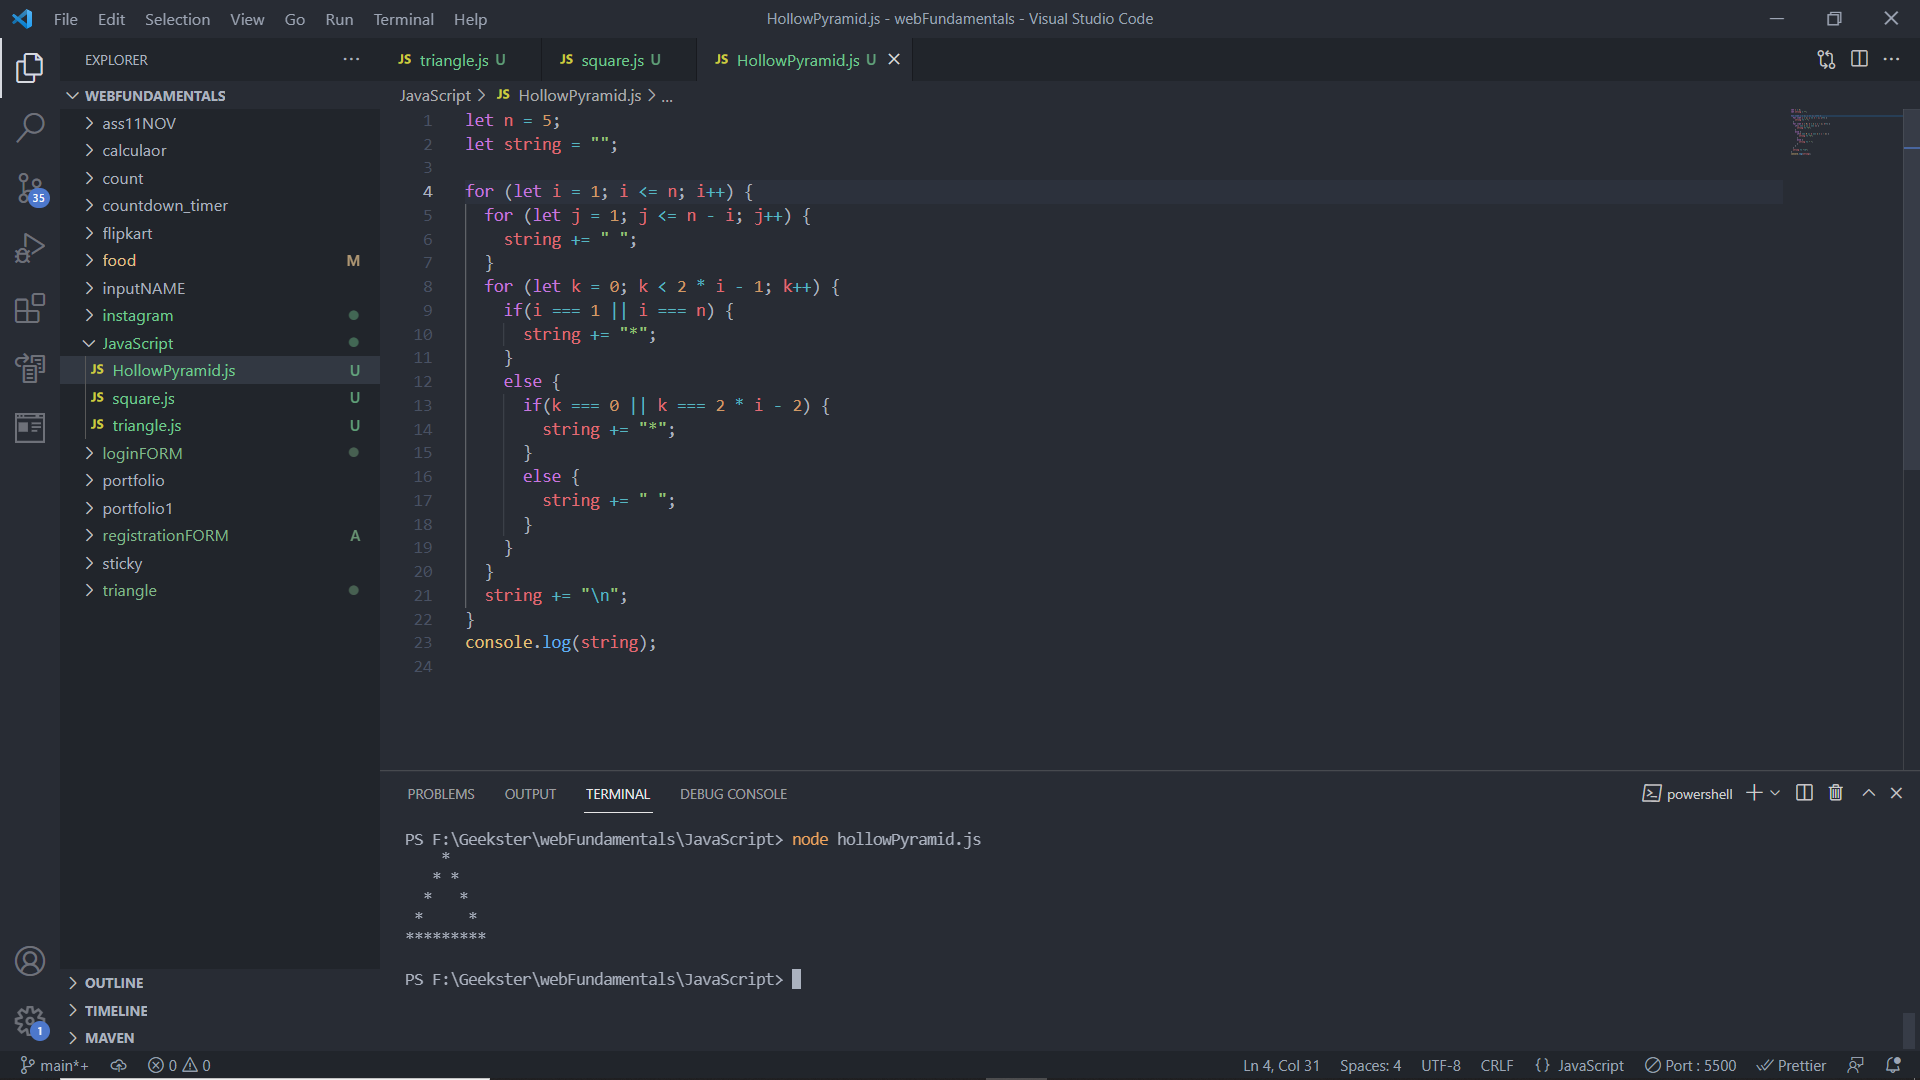 File Edit Selection View Go Run Terminal Help
HollowPyramid.js - webFundamentals - Visual Studio Code
EXPLORER
WEBFUNDAMENTALS
ass11NOV
calculaor
count
countdown_timer
flipkart
food M
inputNAME
instagram
JavaScript
JS HollowPyramid.js U
JS square.js U
JS triangle.js U
loginFORM
portfolio
portfolio1
registrationFORM A
sticky
triangle
OUTLINE
TIMELINE
MAVEN
35
1
JS triangle.js U JS square.js U JS HollowPyramid.js U
JavaScript > JS HollowPyramid.js > ...
1 let n = 5;
2 let string = "";
3
4 for (let i = 1; i <= n; i++) {
5   for (let j = 1; j <= n - i; j++) {
6     string += " ";
7   }
8   for (let k = 0; k < 2 * i - 1; k++) {
9     if(i === 1 || i === n) {
10       string += "*";
11     }
12     else {
13       if(k === 0 || k === 2 * i - 2) {
14         string += "*";
15       }
16       else {
17         string += " ";
18       }
19     }
20   }
21   string += "\n";
22 }
23 console.log(string);
24
PROBLEMS OUTPUT TERMINAL DEBUG CONSOLE
powershell
PS F:\Geekster\webFundamentals\JavaScript> node hollowPyramid.js
    *
   * *
  *   *
 *     *
*********
PS F:\Geekster\webFundamentals\JavaScript>
main*+ 0 0
Ln 4, Col 31 Spaces: 4 UTF-8 CRLF {} JavaScript Port : 5500 Prettier